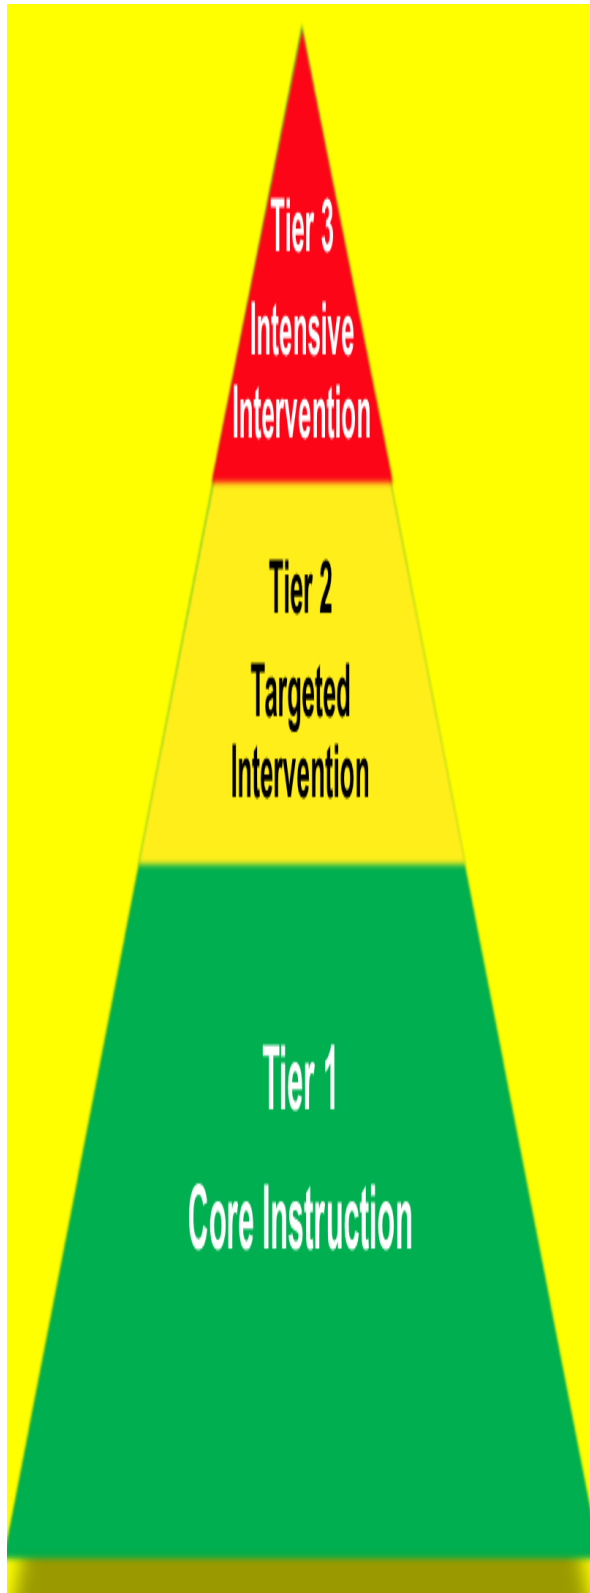 Tier 3
Intensive
Intervention
Tier 2
Targeted
Intervention
Tier 1
Core Instruction